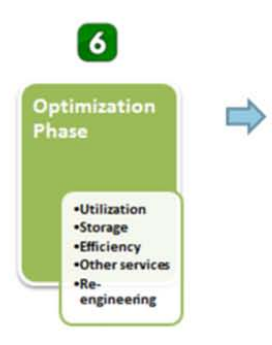 6
Optimization
Phase
•Utilization
•Storage
•Efficiency
•Other services
•Re-
engineering